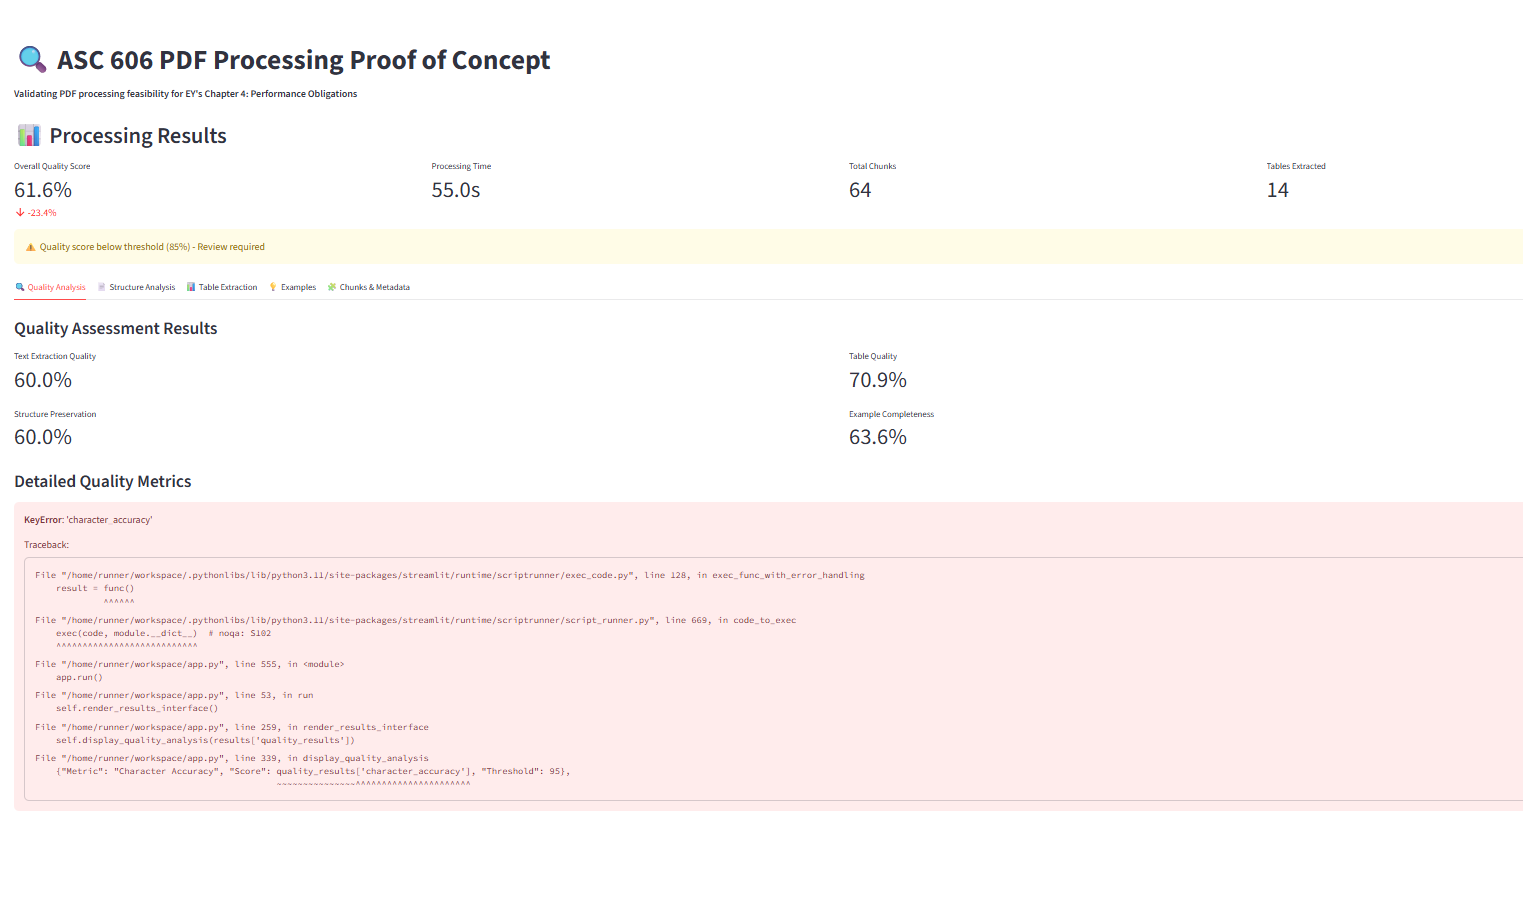 ASC 606 PDF Processing Proof of Concept
Validating PDF processing feasibility for EY's Chapter 4: Performance Obligations
Processing Results
Overall Quality Score
61.6%
-23.4%
Processing Time
55.0s
Total Chunks
64
Tables Extracted
14
Quality score below threshold (85%) - Review required
Quality Analysis Structure Analysis Table Extraction Examples Chunks & Metadata
Quality Assessment Results
Text Extraction Quality
60.0%
Table Quality
70.9%
Structure Preservation
60.0%
Example Completeness
63.6%
Detailed Quality Metrics
KeyError: 'character_accuracy'
Traceback:
File "/home/runner/workspace/.pythonlibs/lib/python3.11/site-packages/streamlit/runtime/scriptrunner/exec_code.py", line 128, in exec_func_with_error_handling
result = func()
^^^^^^
File "/home/runner/workspace/.pythonlibs/lib/python3.11/site-packages/streamlit/runtime/scriptrunner/script_runner.py", line 669, in code_to_exec
exec(code, module.__dict__)  # noqa: S102
^^^^^^^^^^^^^^^^^^^^^^^^^^^
File "/home/runner/workspace/app.py", line 555, in <module>
app.run()
File "/home/runner/workspace/app.py", line 53, in run
self.render_results_interface()
File "/home/runner/workspace/app.py", line 259, in render_results_interface
self.display_quality_analysis(results['quality_results'])
File "/home/runner/workspace/app.py", line 339, in display_quality_analysis
{"Metric": "Character Accuracy", "Score": quality_results['character_accuracy'], "Threshold": 95},
~~~~~~~~~~~~~~~^^^^^^^^^^^^^^^^^^^^^^